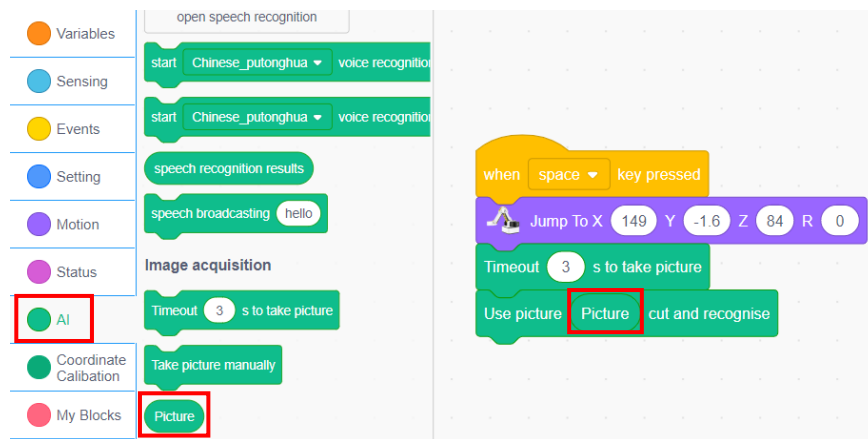 Variables
Sensing
Events
Setting
Motion
Status
AI
Coordinate
Calibation
My Blocks
open speech recognition
start Chinese_putonghua voice recognitio
start Chinese_putonghua voice recognitio
speech recognition results
speech broadcasting hello
Image acquisition
Timeout 3 s to take picture
Take picture manually
Picture
when space key pressed
Jump To X 149 Y -1.6 Z 84 R 0
Timeout 3 s to take picture
Use picture Picture cut and recognise